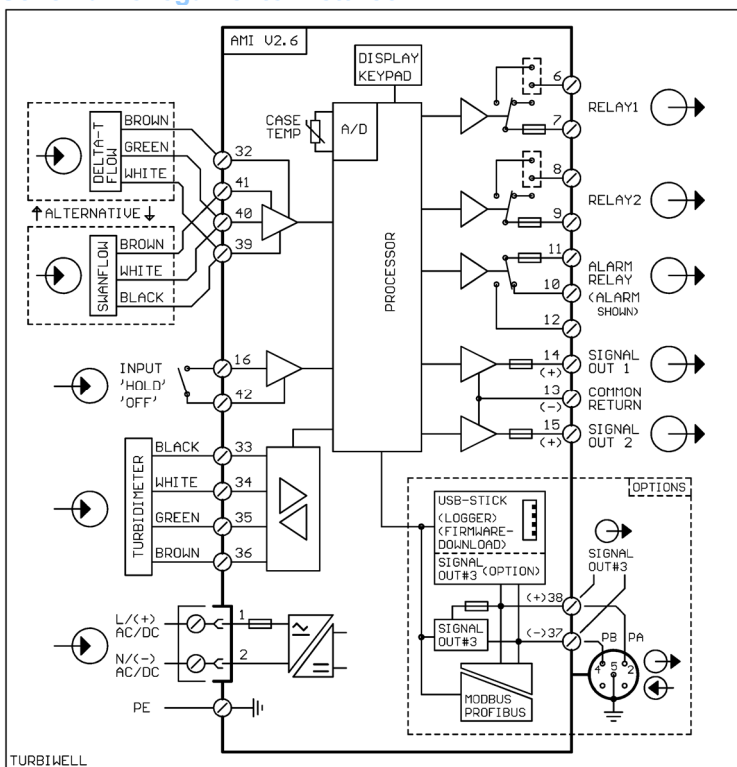 AMI V2.6
DISPLAY
KEYPAD
CASE
TEMP
A/D
PROCESSOR
DELTA-T
FLOW
BROWN
GREEN
WHITE
32
41
40
39
↑ALTERNATIVE↓
SWANFLOW
BROWN
WHITE
BLACK
INPUT
'HOLD'
'OFF'
16
42
TURBIDIMETER
BLACK
WHITE
GREEN
BROWN
33
34
35
36
L/(+)
AC/DC
N/(-)
AC/DC
1
2
PE
6
7
RELAY1
8
9
RELAY2
11
10
12
ALARM
RELAY
(ALARM
SHOWN)
14
(+)
SIGNAL
OUT 1
13
(-)
COMMON
RETURN
15
(+)
SIGNAL
OUT 2
OPTIONS
USB-STICK
(LOGGER)
(FIRMWARE-
DOWNLOAD)
SIGNAL
OUT#3 (OPTION)
SIGNAL
OUT#3
(+)38
(-)37
SIGNAL
OUT#3
PB PA
4 5 2
MODBUS
PROFIBUS
TURBIWELL